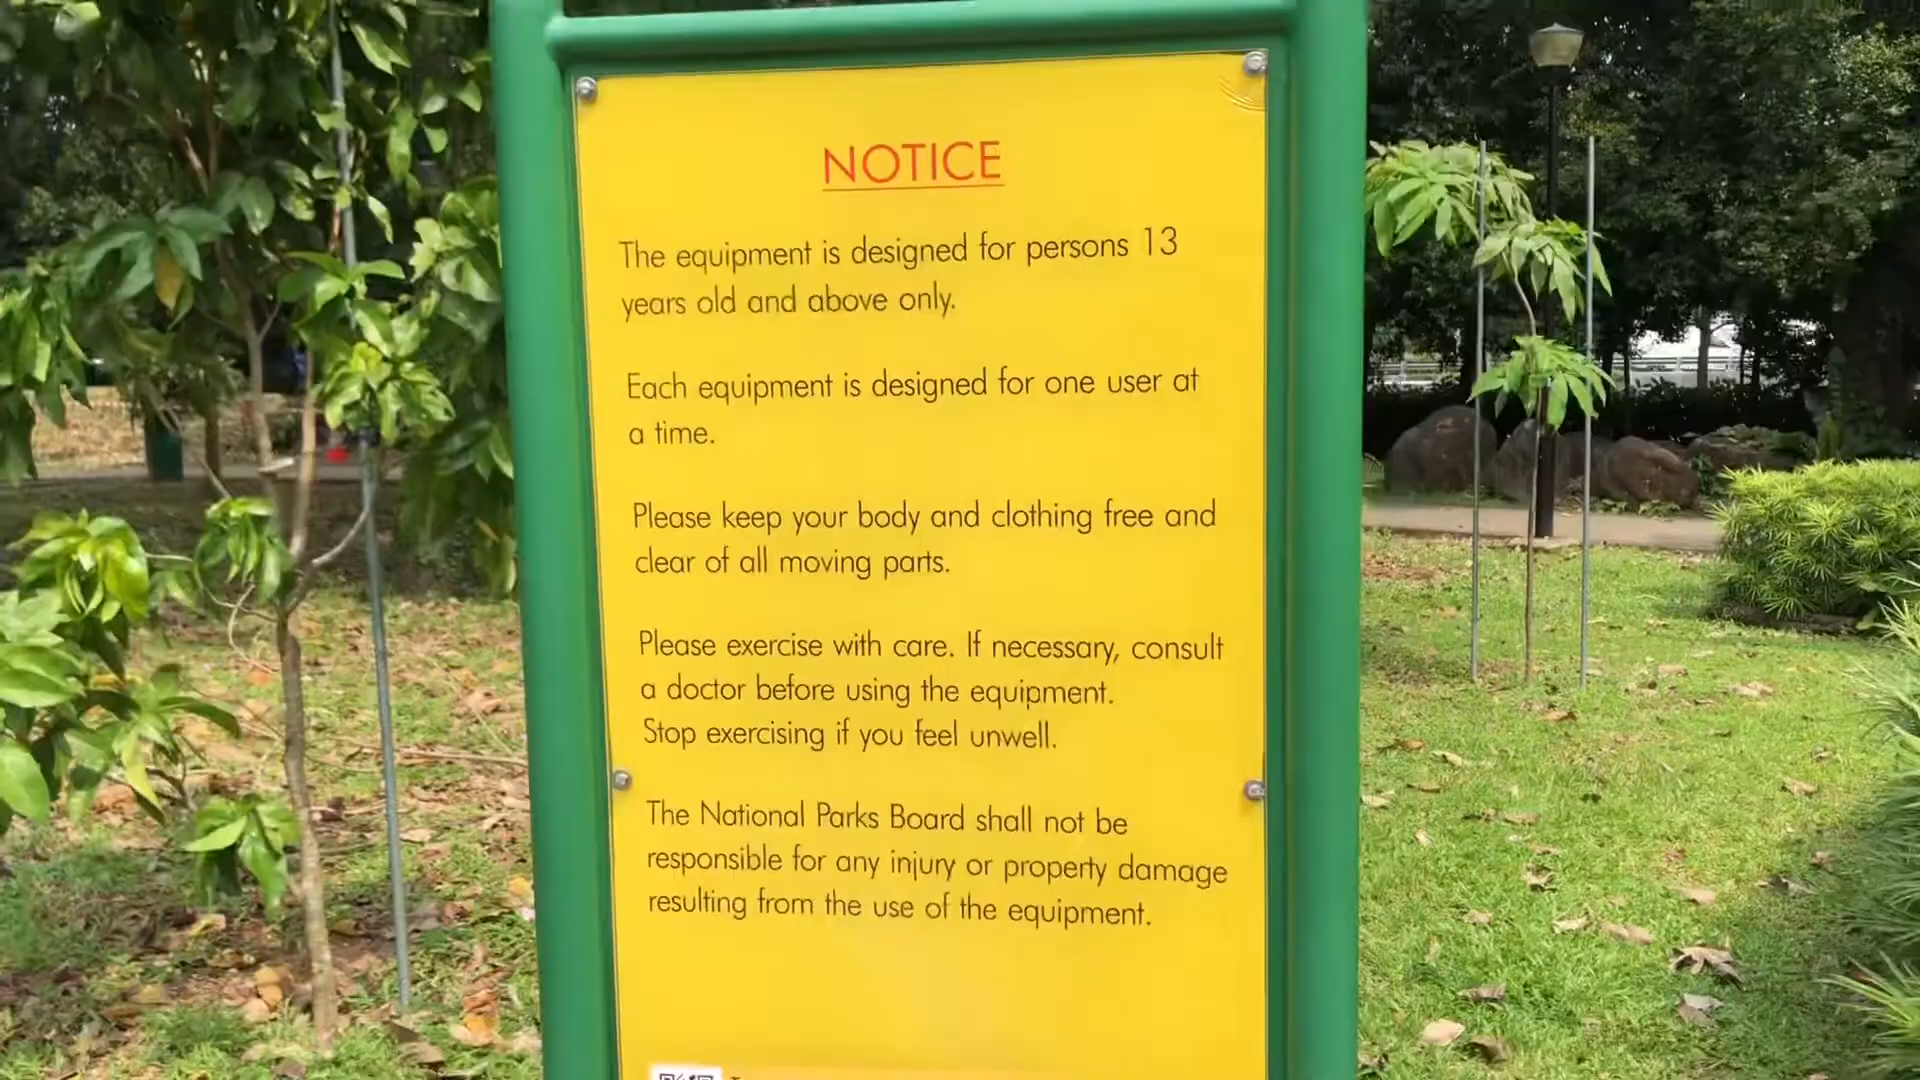 NOTICE
The equipment is designed for persons 13
years old and above only.
Each equipment is designed for one user at
a time.
Please keep your body and clothing free and
clear of all moving parts.
Please exercise with care. If necessary, consult
a doctor before using the equipment.
Stop exercising if you feel unwell.
The National Parks Board shall not be
responsible for any injury or property damage
resulting from the use of the equipment.